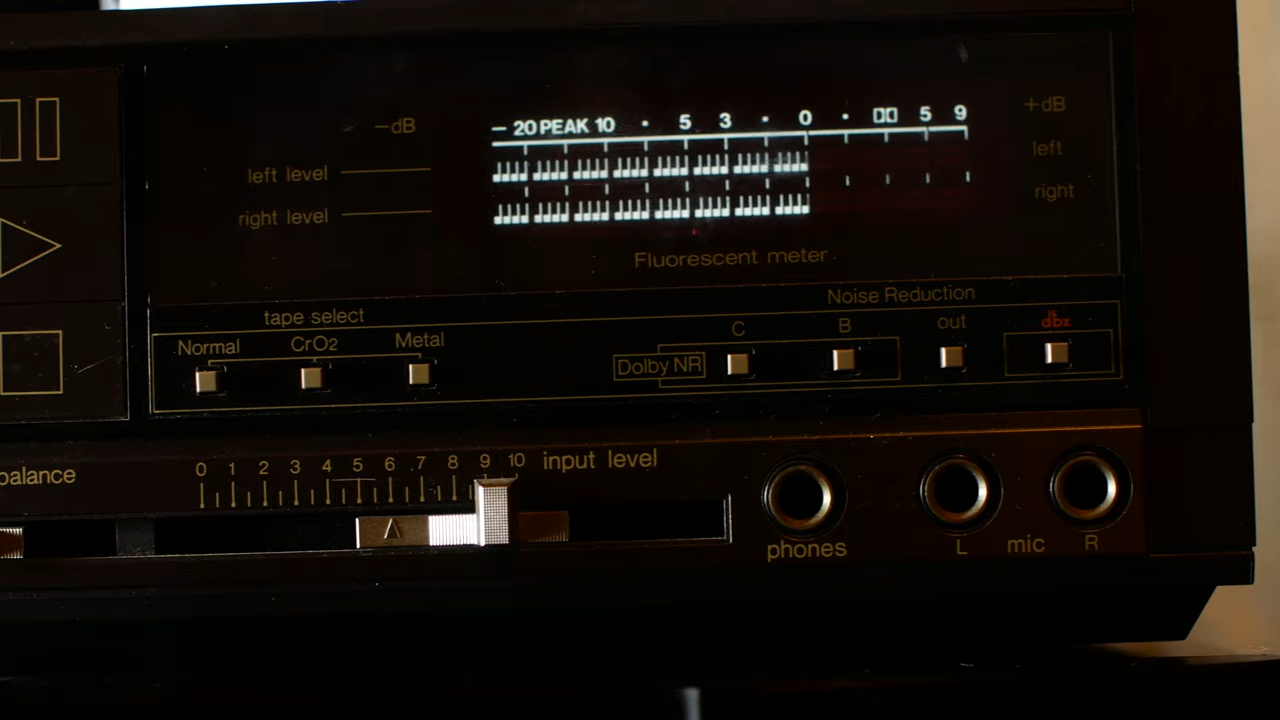 +dB
−dB
− 20 PEAK 10 · 5 3 · 0 · DD 5 9
left
left level
right
right level
Fluorescent meter
Noise Reduction
tape select
Normal CrO2 Metal
C B out dbx
Dolby NR
balance
0 1 2 3 4 5 6 7 8 9 10
input level
phones
L mic R